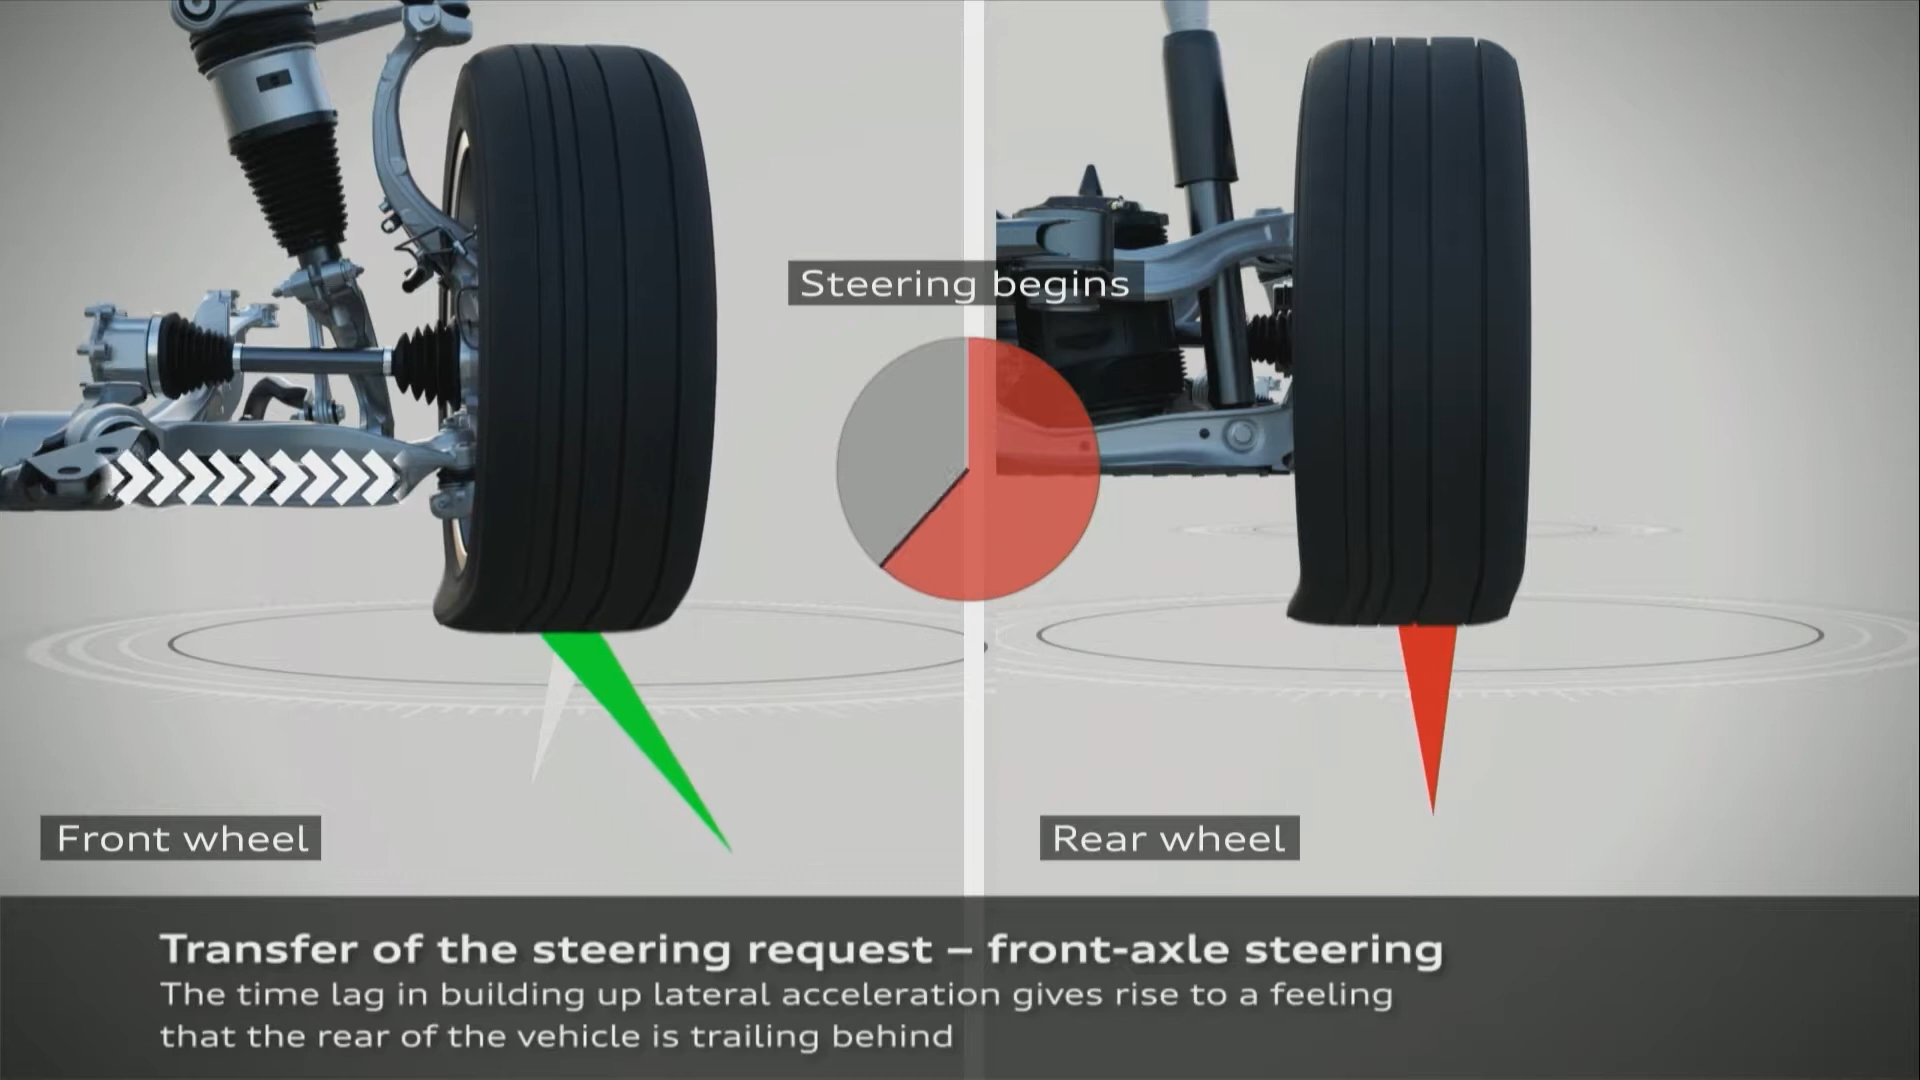 Steering begins
Front wheel
Rear wheel
Transfer of the steering request – front-axle steering
The time lag in building up lateral acceleration gives rise to a feeling
that the rear of the vehicle is trailing behind